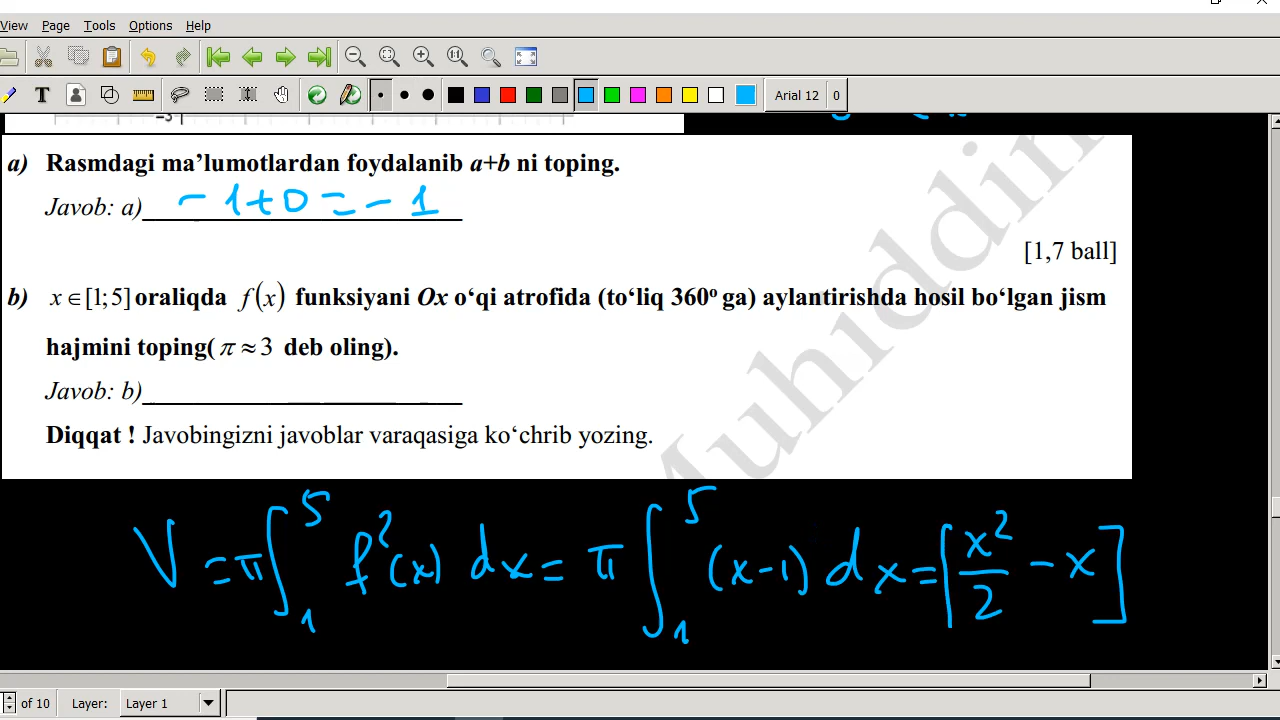 View Page Tools Options Help
Arial 12 0
−3
a) Rasmdagi ma’lumotlardan foydalanib a+b ni toping.
Javob: a) −1+0=−1
[1,7 ball]
b) x∈[1;5] oraliqda f(x) funksiyani Ox o‘qi atrofida (to‘liq 360° ga) aylantirishda hosil bo‘lgan jism
hajmini toping( π≈3 deb oling).
Javob: b)
Diqqat ! Javobingizni javoblar varaqasiga ko‘chrib yozing.
Muhiddin
V=π∫₁⁵ f²(x) dx = π ∫₁⁵ (x−1) dx = [x²/2 − x]
of 10 Layer: Layer 1